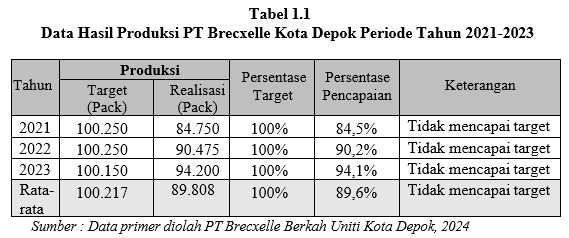 Tabel 1.1
Data Hasil Produksi PT Brecxelle Kota Depok Periode Tahun 2021-2023
Tahun Produksi Persentase Target Persentase Pencapaian Keterangan
Target (Pack) Realisasi (Pack)
2021 100.250 84.750 100% 84,5% Tidak mencapai target
2022 100.250 90.475 100% 90,2% Tidak mencapai target
2023 100.150 94.200 100% 94,1% Tidak mencapai target
Rata-rata 100.217 89.808 100% 89,6% Tidak mencapai target
Sumber : Data primer diolah PT Brecxelle Berkah Uniti Kota Depok, 2024